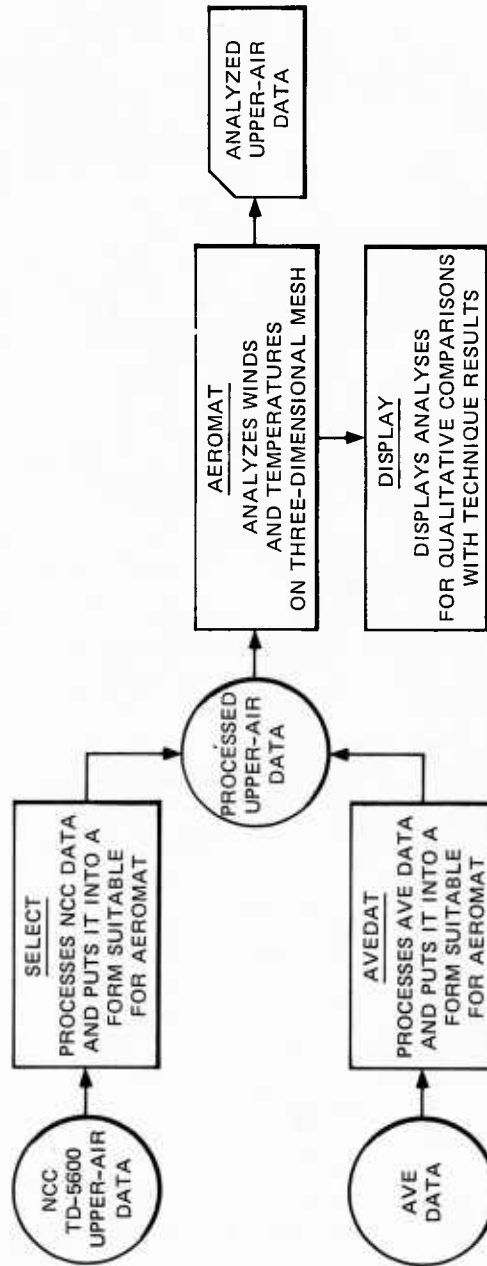 NCC
TD-5600
UPPER-AIR
DATA
SELECT
PROCESSES NCC DATA
AND PUTS IT INTO A
FORM SUITABLE
FOR AEROMAT
AVE
DATA
AVEDAT
PROCESSES AVE DATA
AND PUTS IT INTO A
FORM SUITABLE
FOR AEROMAT
PROCESSED
UPPER-AIR
DATA
AEROMAT
ANALYZES WINDS
AND TEMPERATURES
ON THREE-DIMENSIONAL MESH
ANALYZED
UPPER-AIR
DATA
DISPLAY
DISPLAYS ANALYSES
FOR QUALITATIVE COMPARISONS
WITH TECHNIQUE RESULTS